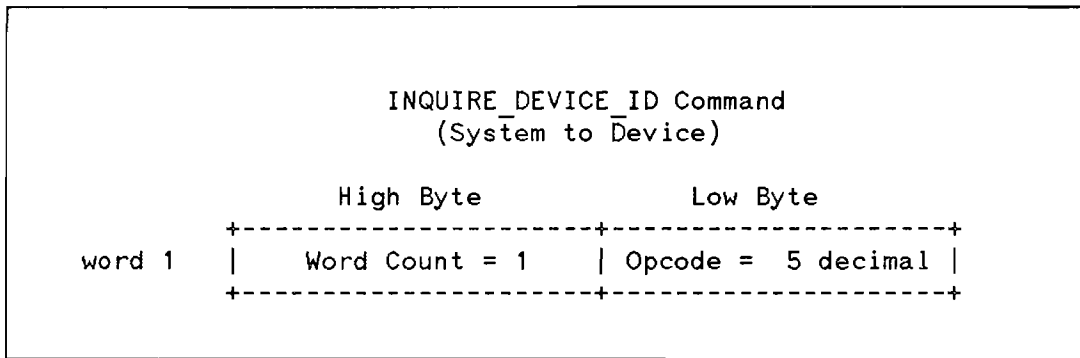 INQUIRE_DEVICE_ID Command
(System to Device)
High Byte Low Byte
+----------------------+---------------------+
word 1 | Word Count = 1 | Opcode = 5 decimal |
+----------------------+---------------------+